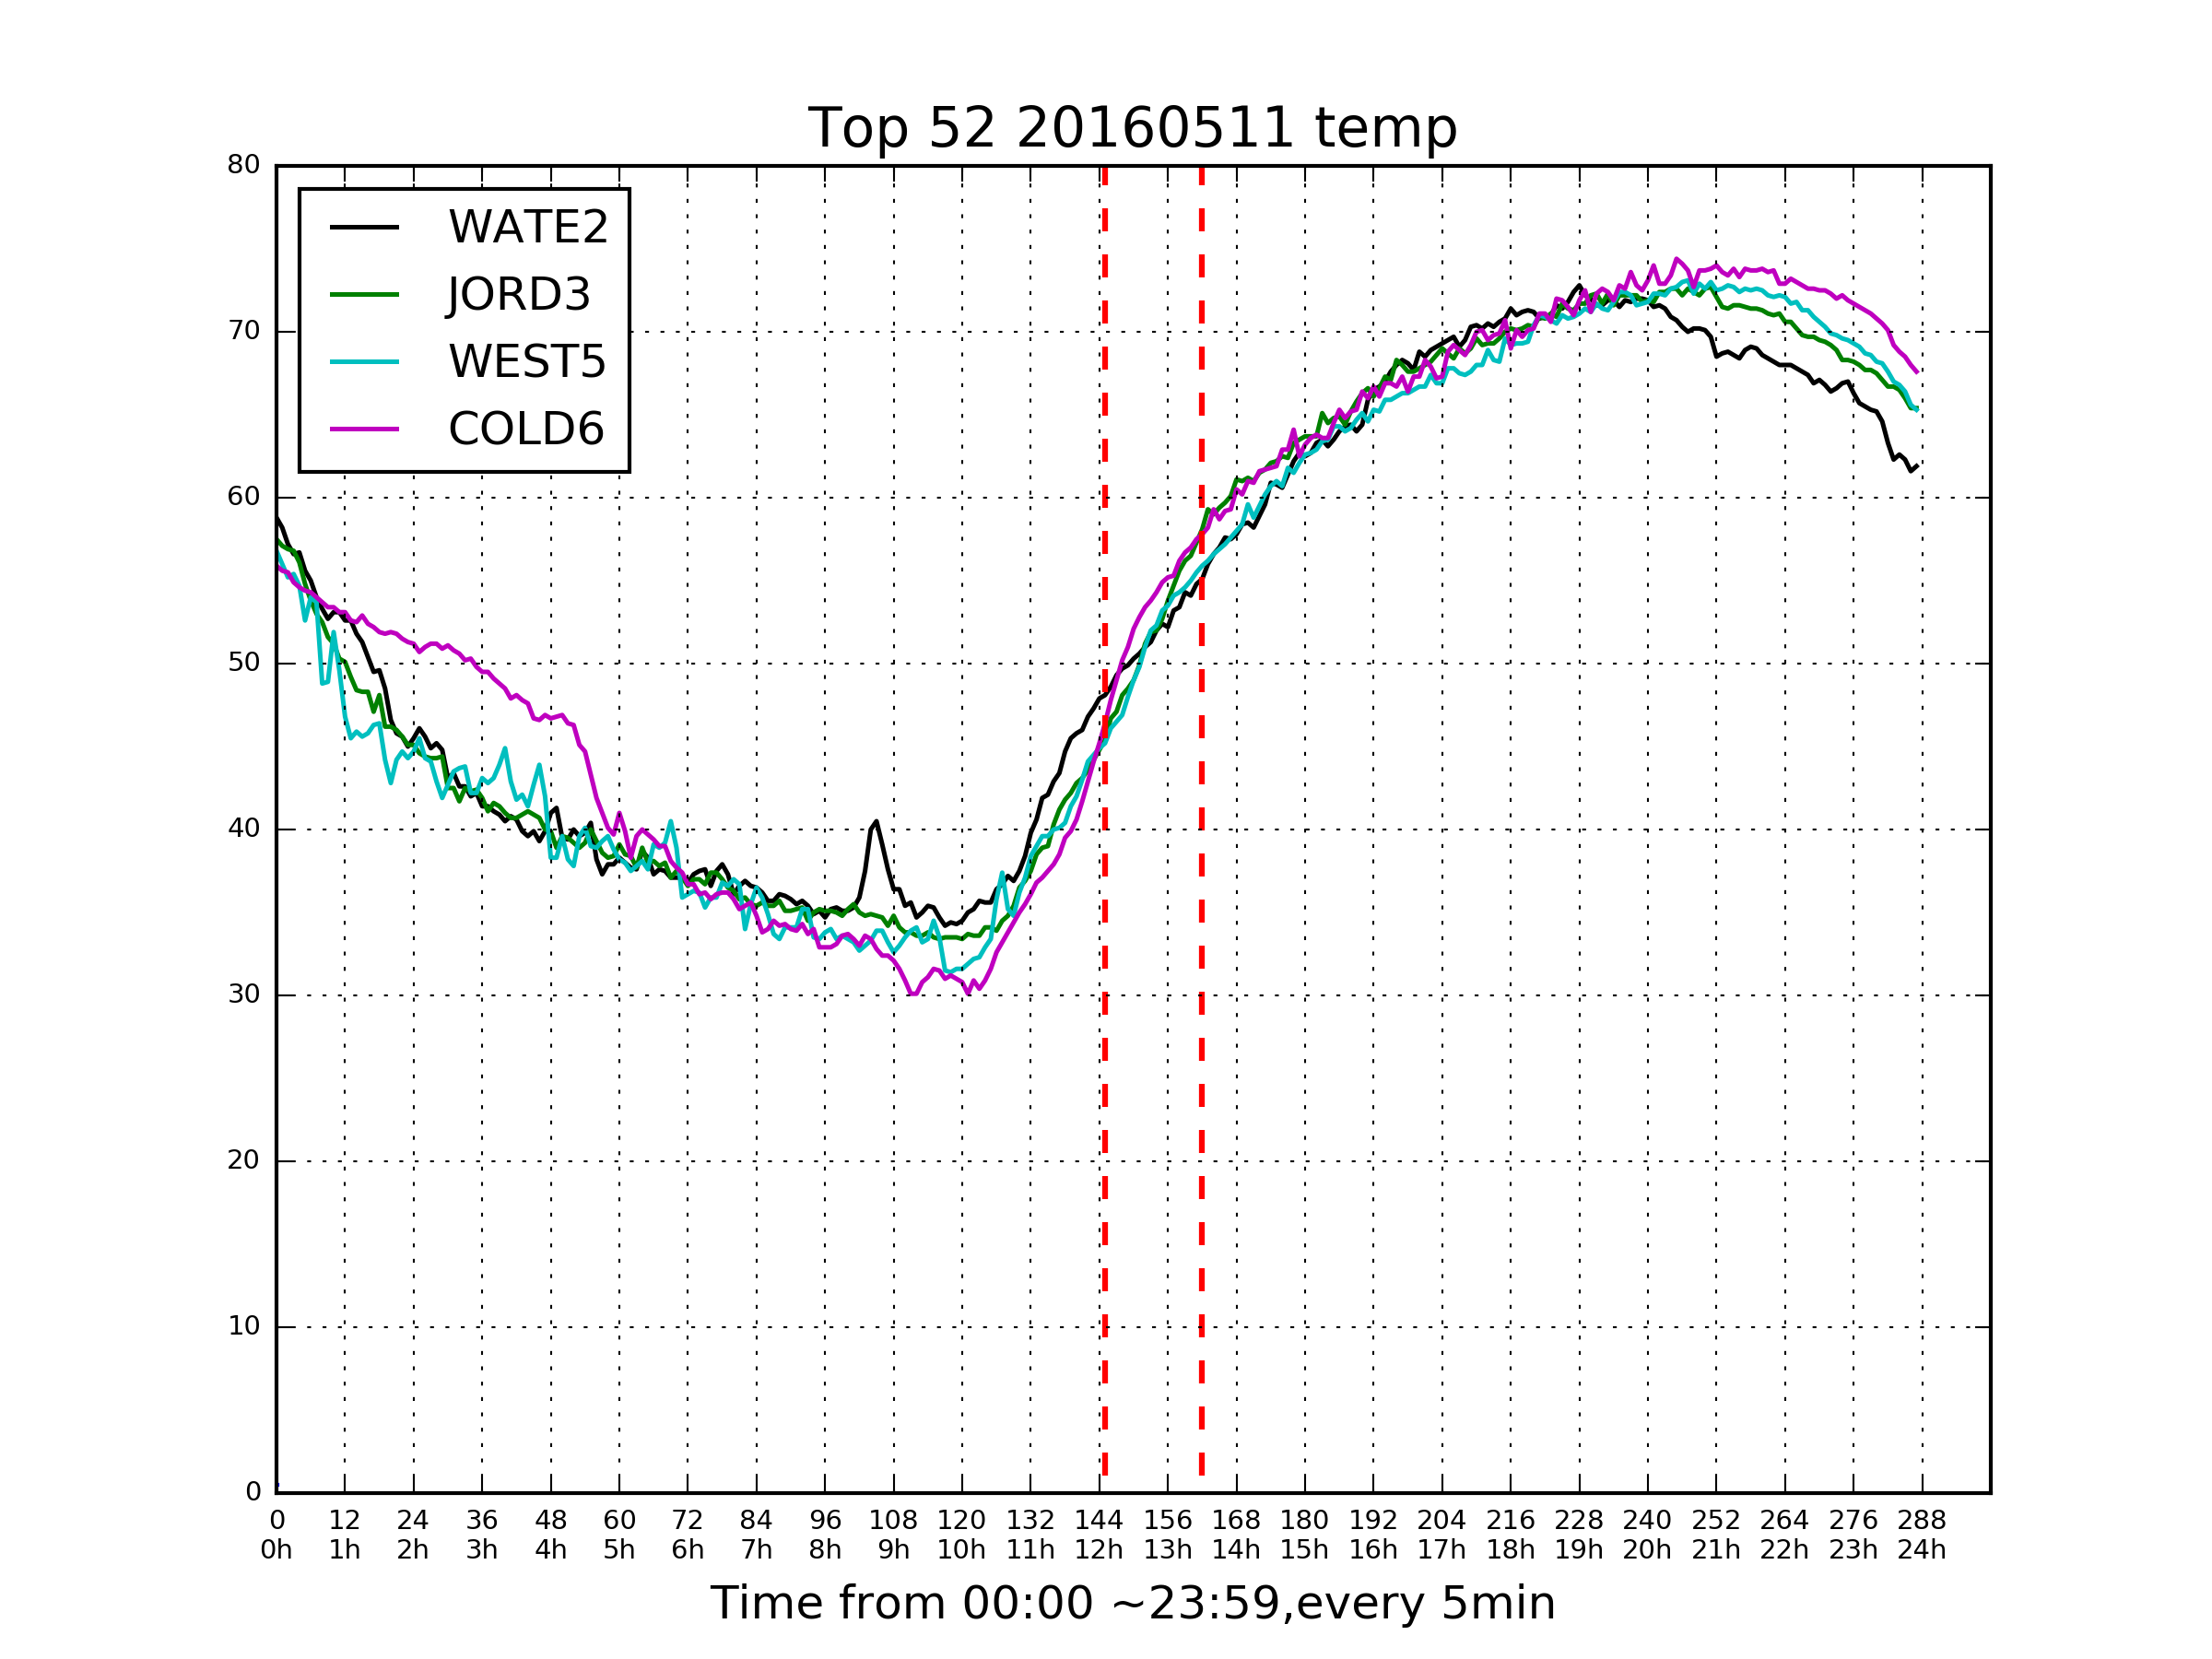 Top 52 20160511 temp
80
70
60
50
40
30
20
10
0
WATE2
JORD3
WEST5
COLD6
0 12 24 36 48 60 72 84 96 108 120 132 144 156 168 180 192 204 216 228 240 252 264 276 288
0h 1h 2h 3h 4h 5h 6h 7h 8h 9h 10h 11h 12h 13h 14h 15h 16h 17h 18h 19h 20h 21h 22h 23h 24h
Time from 00:00 ~23:59,every 5min